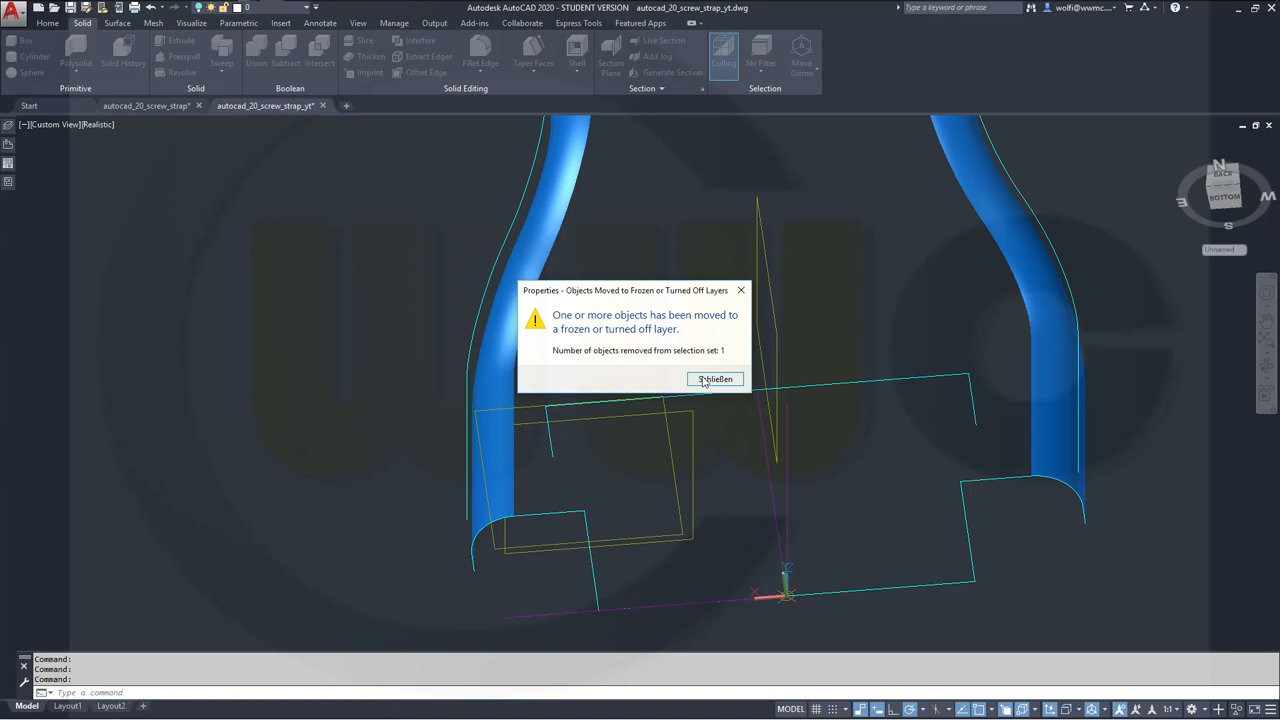 Autodesk AutoCAD 2020 - STUDENT VERSION autocad_20_screw_strap_yt.dwg
Type a keyword or phrase
wolfi@wwmc...
0
Home Solid Surface Mesh Visualize Parametric Insert Annotate View Manage Output Add-ins Collaborate Express Tools Featured Apps
Box
Cylinder
Sphere
Polysolid
Solid History
Primitive
Extrude
Presspull
Revolve
Sweep
Solid
Union
Subtract
Intersect
Boolean
Slice
Thicken
Imprint
Interfere
Extract Edges
Offset Edge
Fillet Edge
Taper Faces
Shell
Solid Editing
Section Plane
Live Section
Add Jog
Generate Section
Section
Culling
No Filter
Move Gizmo
Selection
Start
autocad_20_screw_strap*
autocad_20_screw_strap_yt*
[−][Custom View][Realistic]
N
BACK
E
BOTTOM
W
S
Unnamed
Properties - Objects Moved to Frozen or Turned Off Layers
One or more objects has been moved to
a frozen or turned off layer.
Number of objects removed from selection set: 1
Schließen
X
Y
Z
Command:
Command:
Command:
Type a command
Model Layout1 Layout2
MODEL
1:1